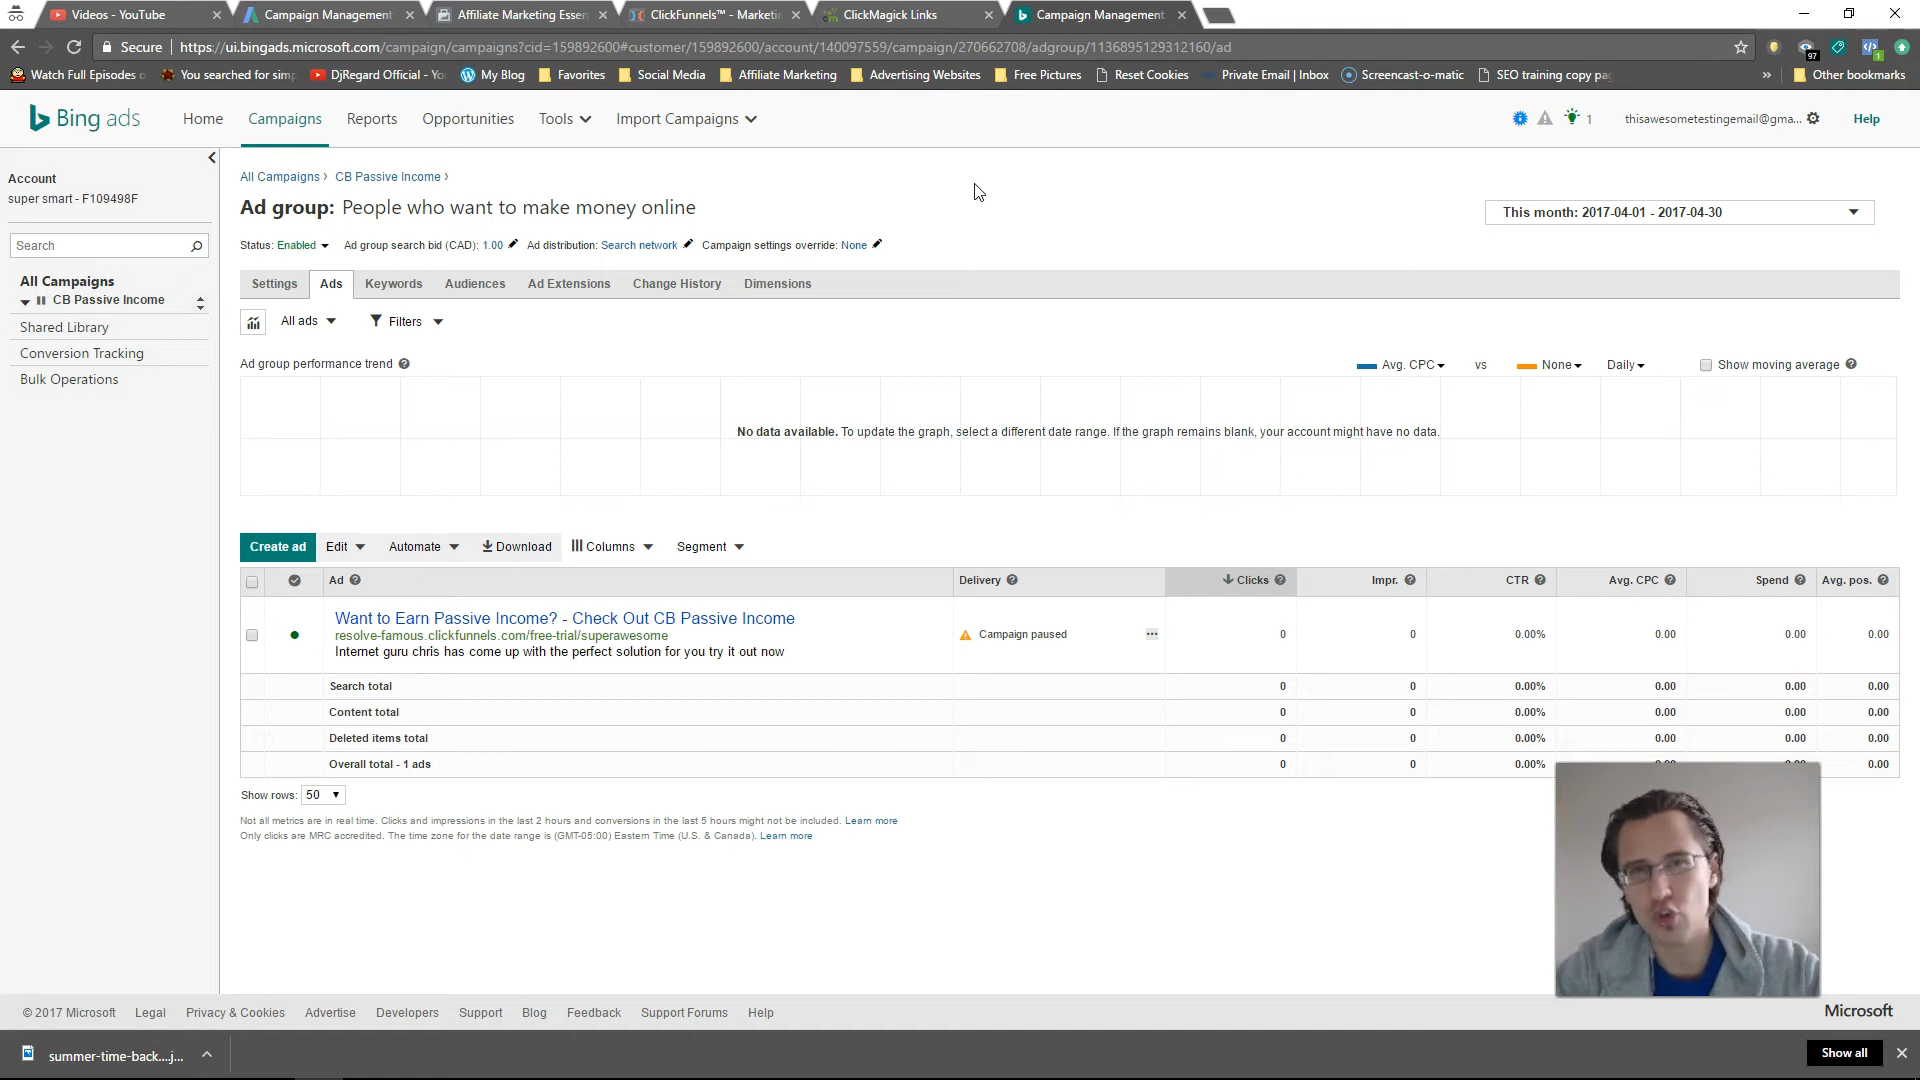 Videos - YouTube
Campaign Management
Affiliate Marketing Essen
ClickFunnels™ - Marketin
ClickMagick Links
Campaign Management
Secure
https://ui.bingads.microsoft.com/campaign/campaigns?cid=159892600#customer/159892600/account/140097559/campaign/270662708/adgroup/1136895129312160/ad
97
1
Watch Full Episodes o
You searched for simp
DjRegard Official - Yo
My Blog
Favorites
Social Media
Affiliate Marketing
Advertising Websites
Free Pictures
Reset Cookies
Private Email | Inbox
Screencast-o-matic
SEO training copy pag
»
Other bookmarks
Bing ads
Home
Campaigns
Reports
Opportunities
Tools
Import Campaigns
1
thisawesometestingemail@gma...
Help
Account
super smart - F109498F
Search
All Campaigns
CB Passive Income
Shared Library
Conversion Tracking
Bulk Operations
All Campaigns › CB Passive Income ›
Ad group: People who want to make money online
This month: 2017-04-01 - 2017-04-30
Status: Enabled Ad group search bid (CAD): 1.00 Ad distribution: Search network Campaign settings override: None
Settings Ads Keywords Audiences Ad Extensions Change History Dimensions
All ads Filters
Ad group performance trend
Avg. CPC vs None Daily Show moving average
No data available. To update the graph, select a different date range. If the graph remains blank, your account might have no data.
Create ad Edit Automate Download Columns Segment
Ad Delivery Clicks Impr. CTR Avg. CPC Spend Avg. pos.
Want to Earn Passive Income? - Check Out CB Passive Income
resolve-famous.clickfunnels.com/free-trial/superawesome
Internet guru chris has come up with the perfect solution for you try it out now
Campaign paused ... 0 0 0.00% 0.00 0.00 0.00
Search total 0 0 0.00% 0.00 0.00 0.00
Content total 0 0 0.00% 0.00 0.00 0.00
Deleted items total 0 0 0.00% 0.00 0.00 0.00
Overall total - 1 ads 0 0 0.00% 0.00 0.00 0.00
Show rows: 50
Not all metrics are in real time. Clicks and impressions in the last 2 hours and conversions in the last 5 hours might not be included. Learn more
Only clicks are MRC accredited. The time zone for the date range is (GMT-05:00) Eastern Time (U.S. & Canada). Learn more
© 2017 Microsoft Legal Privacy & Cookies Advertise Developers Support Blog Feedback Support Forums Help
Microsoft
summer-time-back....j...
Show all